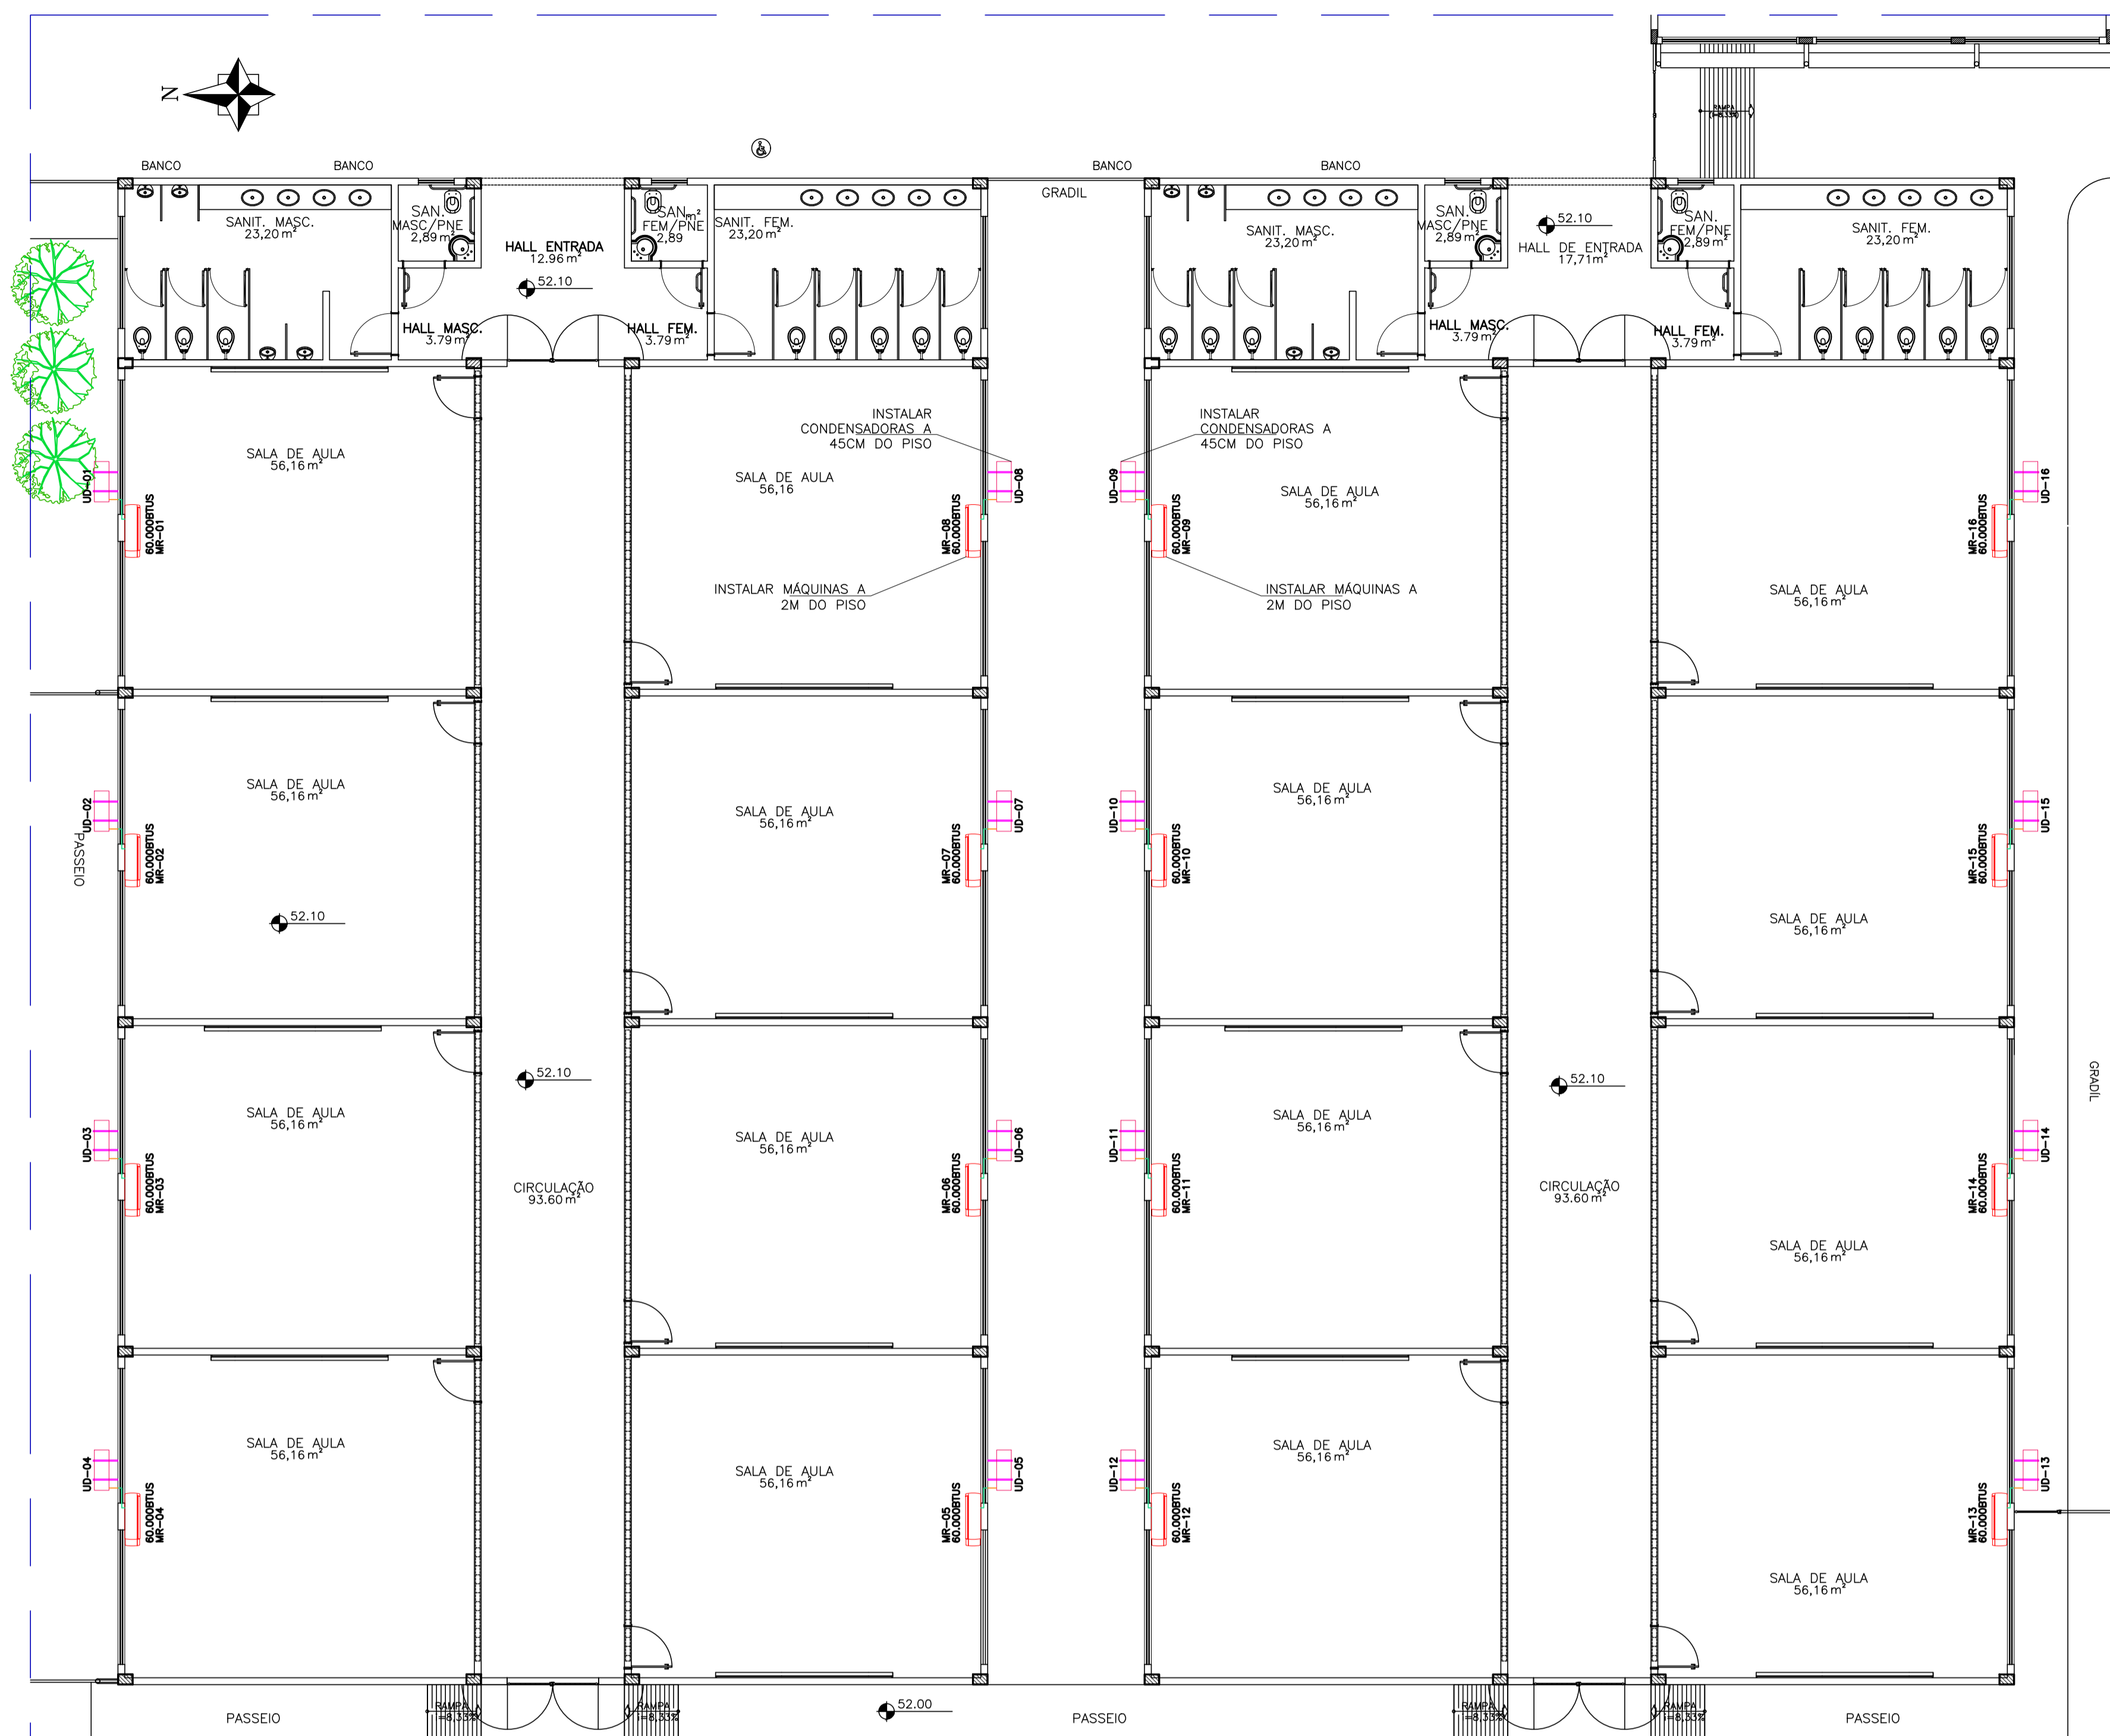 N
RAMPA
(i=8,33%)
BANCO
BANCO
BANCO
BANCO
GRADIL
SANIT. MASC.
23,20 m²
SAN.
MASC/PNE
2,89 m²
HALL ENTRADA
12.96 m²
52.10
SAN. m²
FEM/PNE
2,89
SANIT. FEM.
23,20 m²
HALL MASC.
3.79 m²
HALL FEM.
3.79 m²
SANIT. MASC.
23,20 m²
SAN.
MASC/PNE
2,89 m²
52.10
HALL DE ENTRADA
17,71 m²
SAN.
FEM/PNE
2,89 m²
SANIT. FEM.
23,20 m²
HALL MASC.
3.79 m²
HALL FEM.
3.79 m²
SALA DE AULA
56,16 m²
UD-01
60.000BTUS
MR-01
INSTALAR
CONDENSADORAS A
45CM DO PISO
SALA DE AULA
56,16
UD-08
MR-08
60.000BTUS
INSTALAR MÁQUINAS A
2M DO PISO
INSTALAR
CONDENSADORAS A
45CM DO PISO
UD-09
60.000BTUS
MR-09
SALA DE AULA
56,16 m²
INSTALAR MÁQUINAS A
2M DO PISO
UD-16
MR-16
60.000BTUS
SALA DE AULA
56,16 m²
SALA DE AULA
56,16 m²
UD-02
60.000BTUS
MR-02
PASSEIO
52.10
SALA DE AULA
56,16 m²
UD-07
MR-07
60.000BTUS
UD-10
60.000BTUS
MR-10
SALA DE AULA
56,16 m²
UD-15
MR-15
60.000BTUS
SALA DE AULA
56,16 m²
52.10
52.10
GRADIL
SALA DE AULA
56,16 m²
UD-03
60.000BTUS
MR-03
CIRCULAÇÃO
93.60 m²
SALA DE AULA
56,16 m²
UD-06
MR-06
60.000BTUS
UD-11
60.000BTUS
MR-11
SALA DE AULA
56,16 m²
CIRCULAÇÃO
93.60 m²
UD-14
MR-14
60.000BTUS
SALA DE AULA
56,16 m²
SALA DE AULA
56,16 m²
UD-04
60.000BTUS
MR-04
SALA DE AULA
56,16 m²
UD-05
MR-05
60.000BTUS
UD-12
60.000BTUS
MR-12
SALA DE AULA
56,16 m²
UD-13
MR-13
60.000BTUS
SALA DE AULA
56,16 m²
PASSEIO
RAMPA
i=8,33%
RAMPA
i=8,33%
52.00
PASSEIO
RAMPA
i=8,33%
RAMPA
i=8,33%
PASSEIO